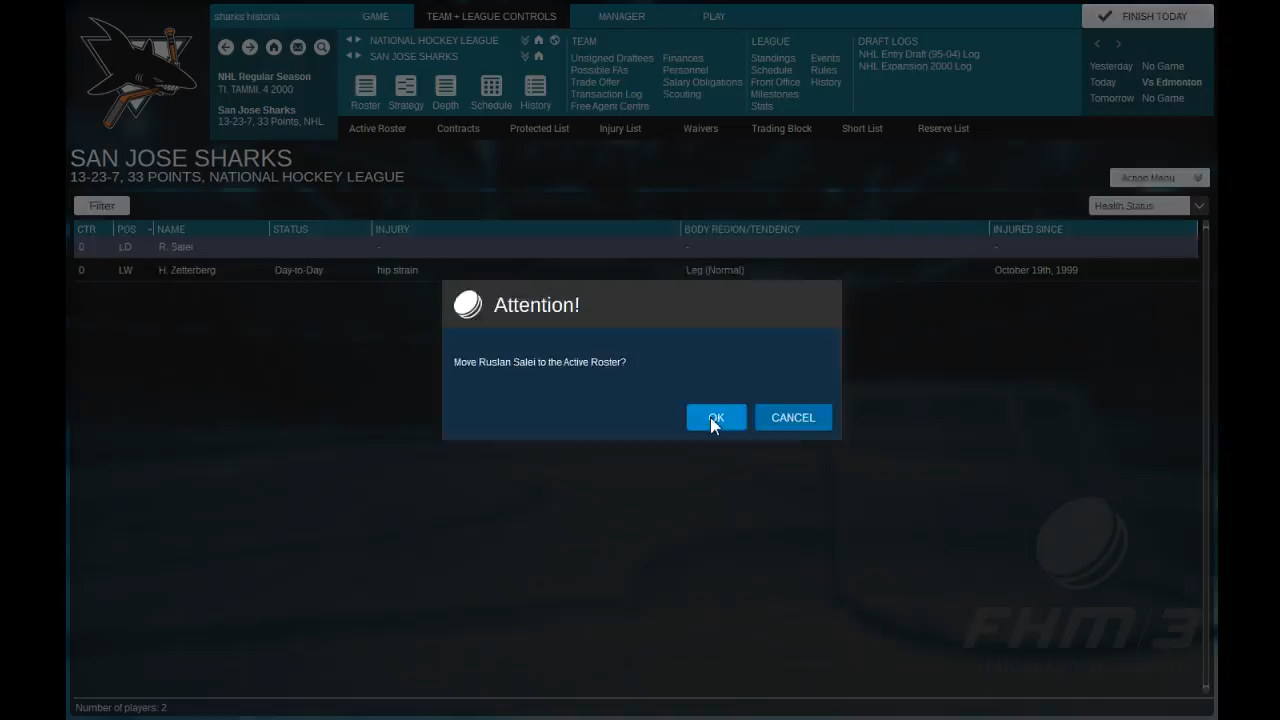 sharks historia
GAME
TEAM + LEAGUE CONTROLS
MANAGER
PLAY
FINISH TODAY
NATIONAL HOCKEY LEAGUE
SAN JOSE SHARKS
NHL Regular Season
TI. TAMMI. 4 2000
San Jose Sharks
13-23-7, 33 Points, NHL
Roster
Strategy
Depth
Schedule
History
TEAM
Unsigned Draftees
Possible FAs
Trade Offer
Transaction Log
Free Agent Centre
Finances
Personnel
Salary Obligations
Scouting
LEAGUE
Standings
Schedule
Front Office
Milestones
Stats
Events
Rules
History
DRAFT LOGS
NHL Entry Draft (95-04) Log
NHL Expansion 2000 Log
Yesterday No Game
Today Vs Edmonton
Tomorrow No Game
Active Roster
Contracts
Protected List
Injury List
Waivers
Trading Block
Short List
Reserve List
SAN JOSE SHARKS
13-23-7, 33 POINTS, NATIONAL HOCKEY LEAGUE
Action Menu
Filter
Health Status
CTR POS NAME STATUS INJURY BODY REGION/TENDENCY INJURED SINCE
0 LD R. Salei - - -
0 LW H. Zetterberg Day-to-Day hip strain Leg (Normal) October 19th, 1999
Attention!
Move Ruslan Salei to the Active Roster?
OK
CANCEL
FHM/3
Number of players: 2